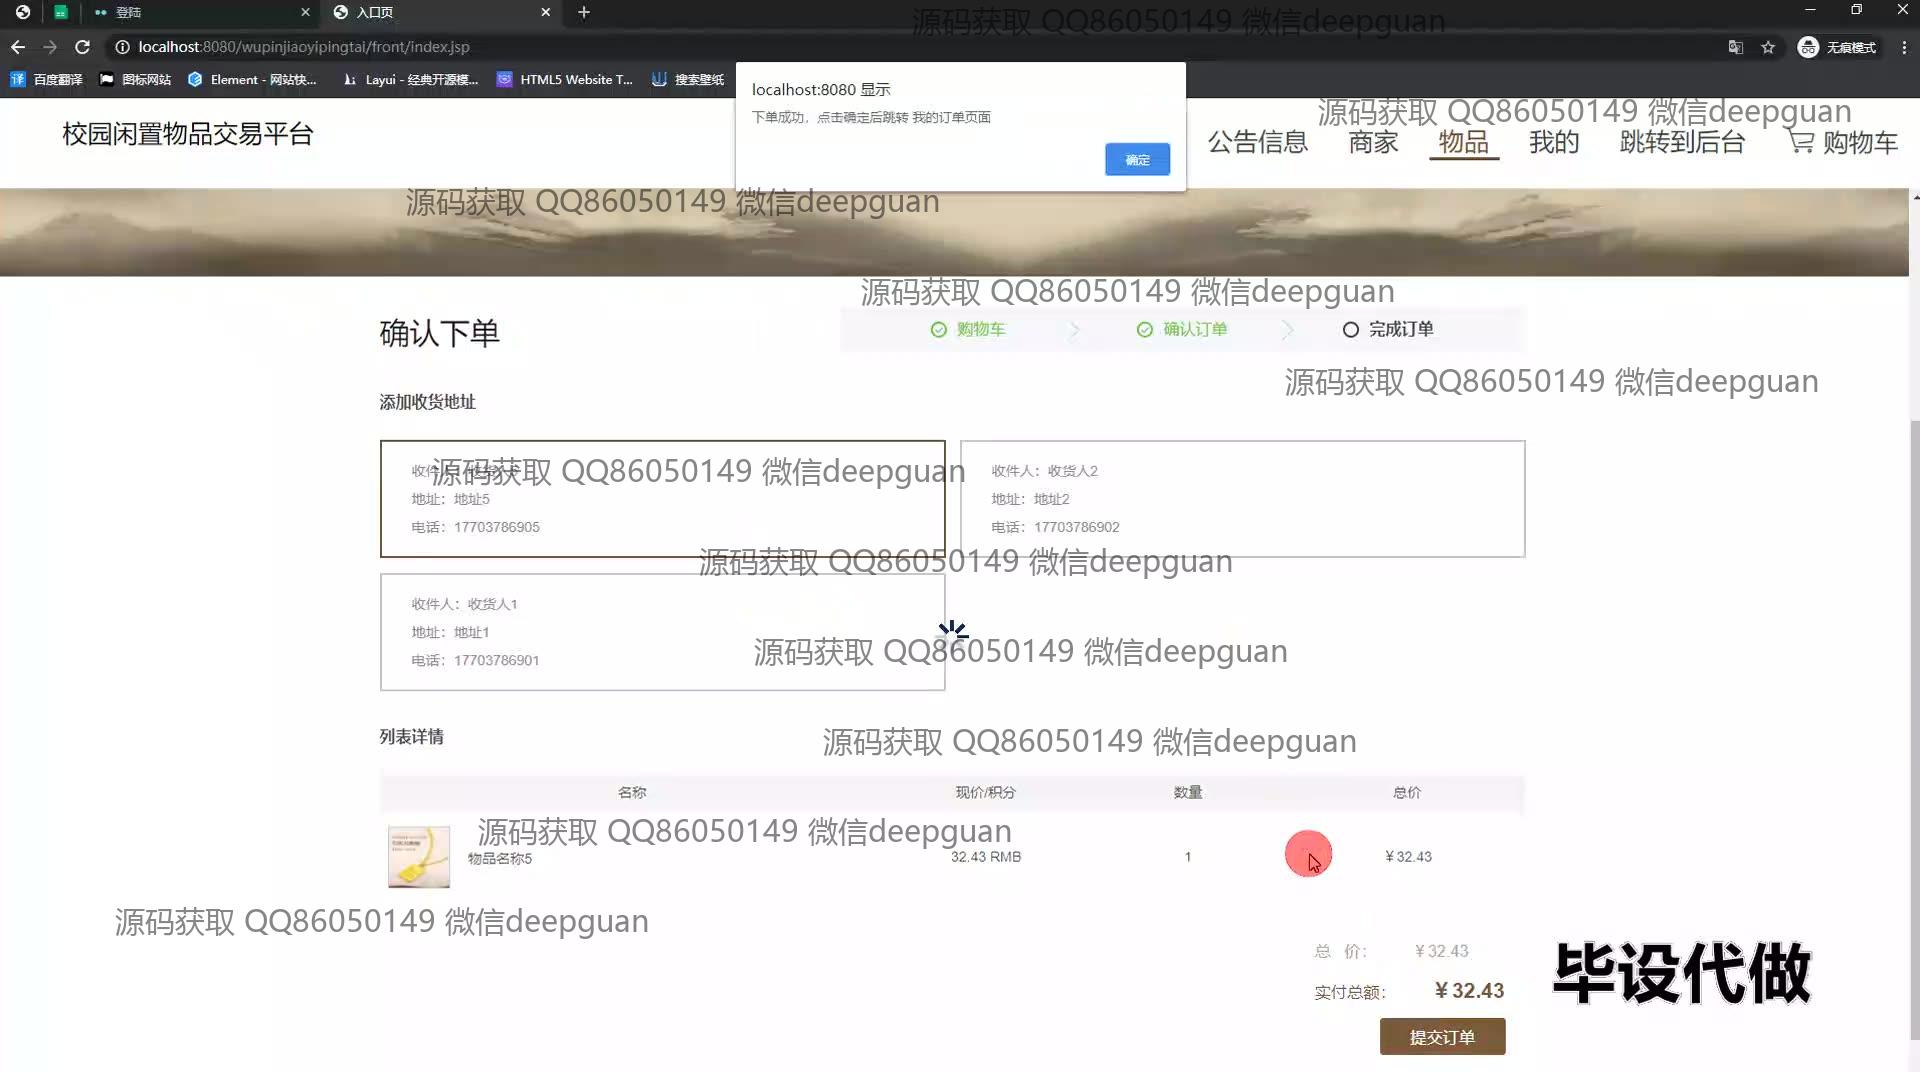 登陆
入口页
源码获取 QQ86050149 微信deepguan
localhost:8080/wupinjiaoyipingtai/front/index.jsp
无痕模式
百度翻译
图标网站
Element - 网站快...
Layui - 经典开源模...
HTML5 Website T...
搜索壁纸
localhost:8080 显示
下单成功，点击确定后跳转 我的订单页面
确定
源码获取 QQ86050149 微信deepguan
校园闲置物品交易平台
公告信息
商家
物品
我的
跳转到后台
购物车
源码获取 QQ86050149 微信deepguan
源码获取 QQ86050149 微信deepguan
确认下单
购物车
确认订单
完成订单
源码获取 QQ86050149 微信deepguan
添加收货地址
源码获取 QQ86050149 微信deepguan
地址：地址5
电话：17703786905
收件人：收货人2
地址：地址2
电话：17703786902
源码获取 QQ86050149 微信deepguan
收件人：收货人1
地址：地址1
电话：17703786901
源码获取 QQ86050149 微信deepguan
列表详情
源码获取 QQ86050149 微信deepguan
名称
现价/积分
数量
总价
源码获取 QQ86050149 微信deepguan
物品名称5
32.43 RMB
1
￥32.43
源码获取 QQ86050149 微信deepguan
总 价：
￥32.43
实付总额：
￥32.43
提交订单
毕设代做